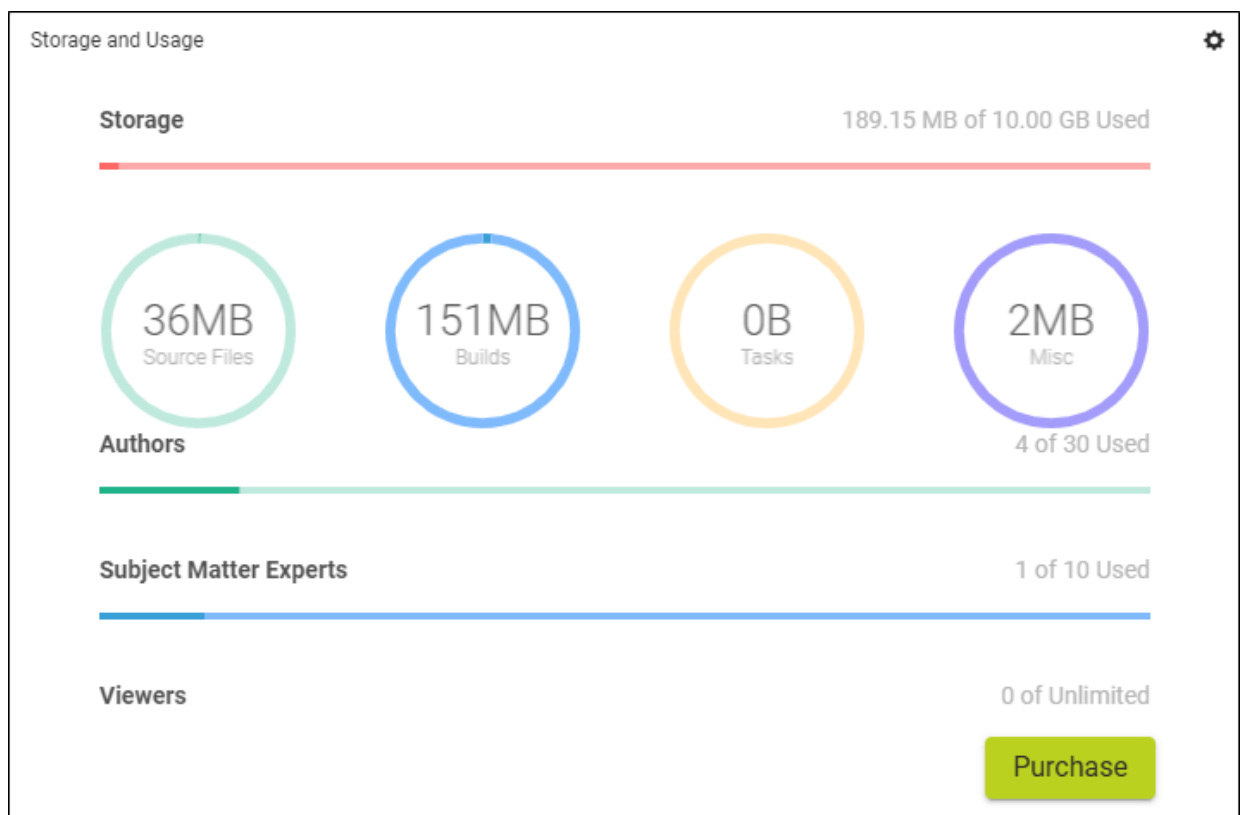 Storage and Usage
Storage 189.15 MB of 10.00 GB Used
36MB 151MB 0B 2MB
Source Files Builds Tasks Misc
Authors 4 of 30 Used
Subject Matter Experts 1 of 10 Used
Viewers 0 of Unlimited
Purchase